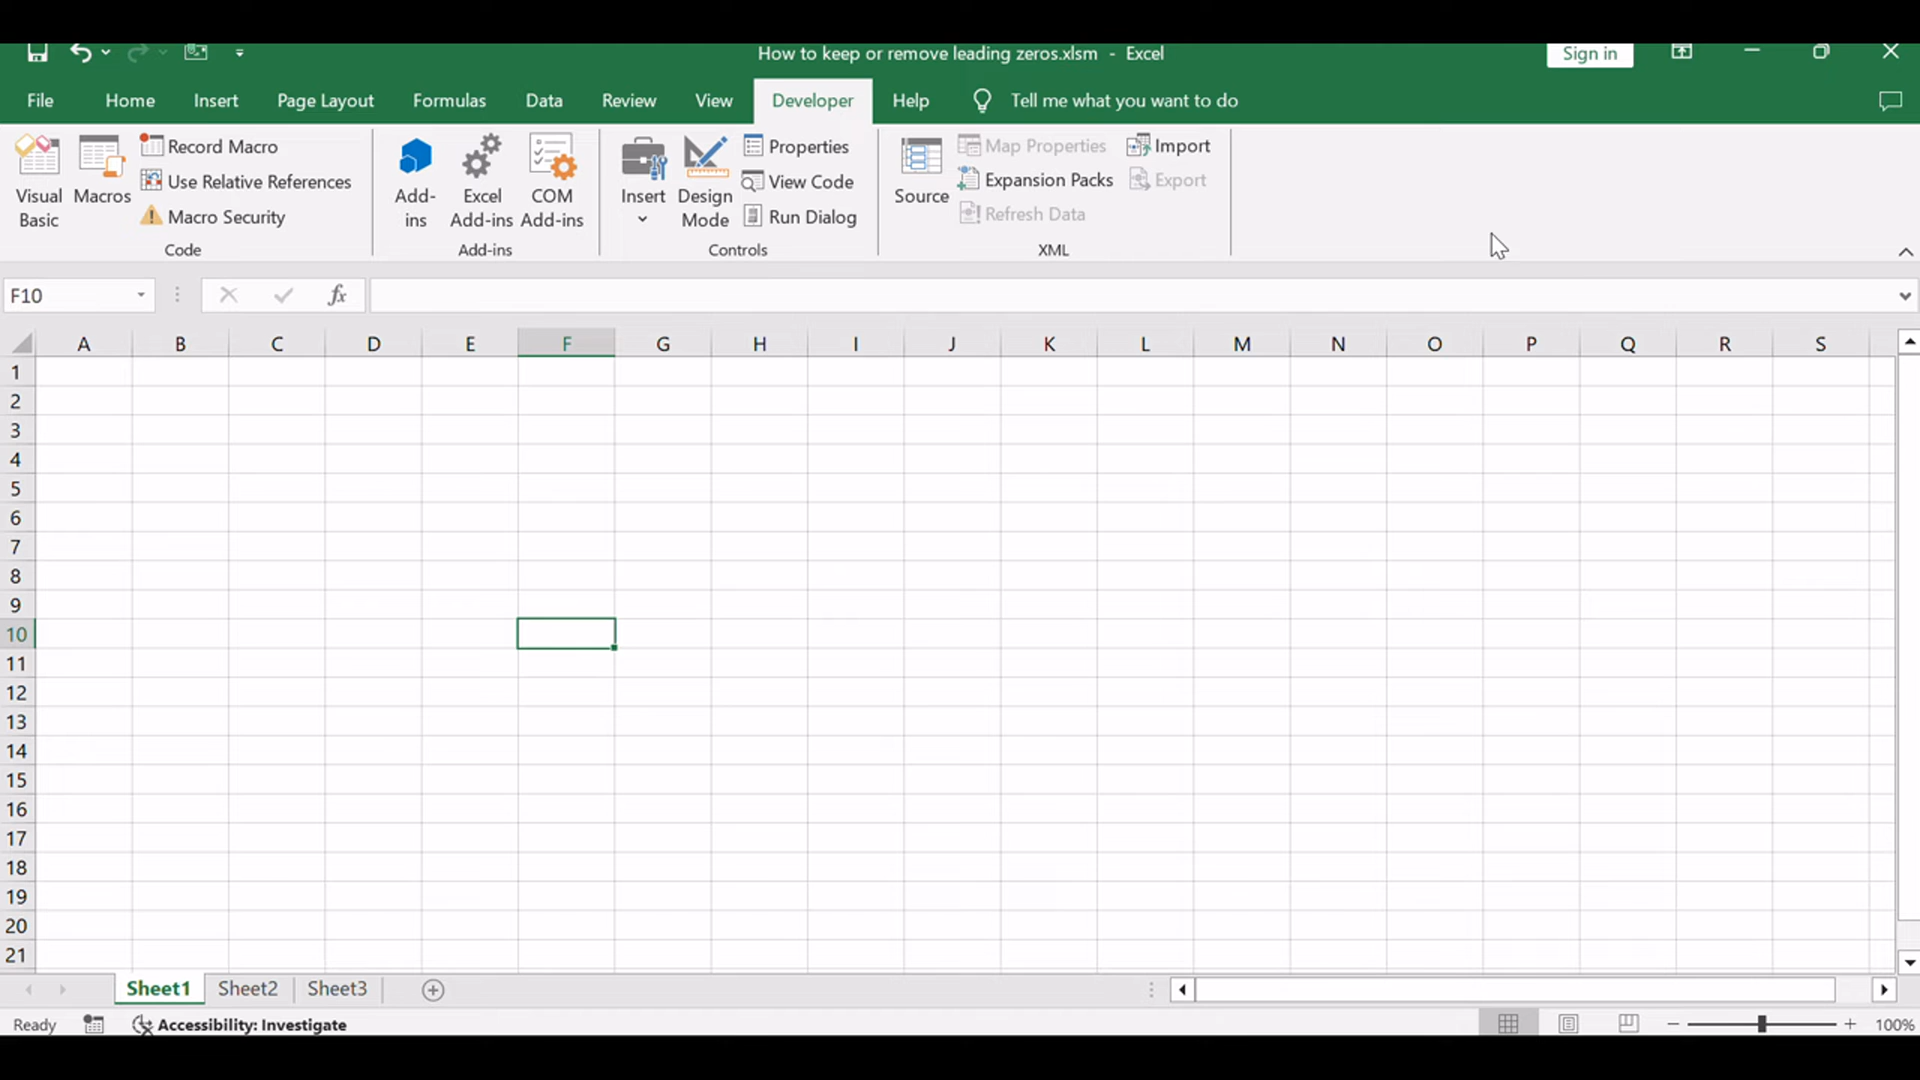 How to keep or remove leading zeros.xlsm - Excel
Sign in
File Home Insert Page Layout Formulas Data Review View Developer Help Tell me what you want to do
Visual Basic
Macros
Record Macro
Use Relative References
Macro Security
Code
Add-ins
Excel Add-ins
COM Add-ins
Add-ins
Insert
Design Mode
Properties
View Code
Run Dialog
Controls
Source
Map Properties
Expansion Packs
Refresh Data
Import
Export
XML
F10
fx
A B C D E F G H I J K L M N O P Q R S
1
2
3
4
5
6
7
8
9
10
11
12
13
14
15
16
17
18
19
20
21
Sheet1 Sheet2 Sheet3
Ready Accessibility: Investigate 100%